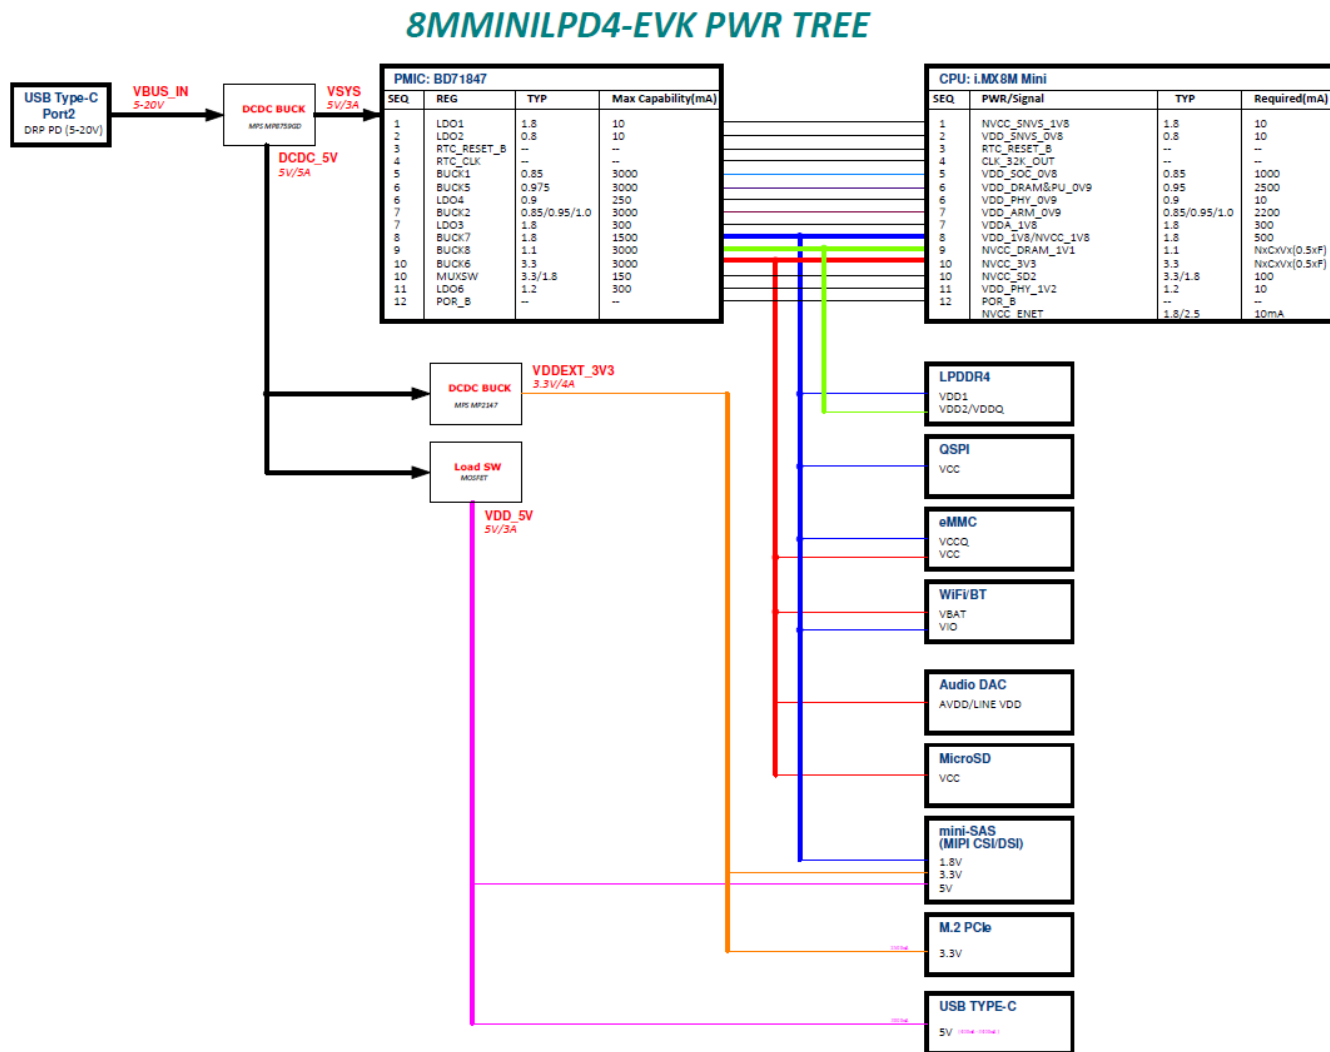 8MMINILPD4-EVK PWR TREE
USB Type-C
Port2
DRP PD (5-20V)
VBUS_IN
5-20V
DCDC BUCK
MPS MP8759GD
VSYS
5V/3A
DCDC_5V
5V/5A
PMIC: BD71847
SEQ REG TYP Max Capability(mA)
1 LDO1 1.8 10
2 LDO2 0.8 10
3 RTC_RESET_B -- --
4 RTC_CLK -- --
5 BUCK1 0.85 3000
6 BUCK5 0.975 3000
6 LDO4 0.9 250
7 BUCK2 0.85/0.95/1.0 3000
7 LDO3 1.8 300
8 BUCK7 1.8 1500
9 BUCK8 1.1 3000
10 BUCK6 3.3 3000
10 MUXSW 3.3/1.8 150
11 LDO6 1.2 300
12 POR_B -- --
CPU: i.MX8M Mini
SEQ PWR/Signal TYP Required(mA)
1 NVCC_SNVS_1V8 1.8 10
2 VDD_SNVS_0V8 0.8 10
3 RTC_RESET_B -- --
4 CLK_32K_OUT -- --
5 VDD_SOC_0V8 0.85 1000
6 VDD_DRAM&PU_0V9 0.95 2500
6 VDD_PHY_0V9 0.9 10
7 VDD_ARM_0V9 0.85/0.95/1.0 2200
7 VDDA_1V8 1.8 300
8 VDD_1V8/NVCC_1V8 1.8 500
9 NVCC_DRAM_1V1 1.1 NxCxVx(0.5xF)
10 NVCC_3V3 3.3 NxCxVx(0.5xF)
10 NVCC_SD2 3.3/1.8 100
11 VDD_PHY_1V2 1.2 10
12 POR_B -- --
NVCC_ENET 1.8/2.5 10mA
DCDC BUCK
MPS MP2147
VDDEXT_3V3
3.3V/4A
Load SW
MOSFET
VDD_5V
5V/3A
LPDDR4
VDD1
VDD2/VDDQ
QSPI
VCC
eMMC
VCCQ
VCC
WiFi/BT
VBAT
VIO
Audio DAC
AVDD/LINE VDD
MicroSD
VCC
mini-SAS
(MIPI CSI/DSI)
1.8V
3.3V
5V
M.2 PCIe
3.3V
USB TYPE-C
5V